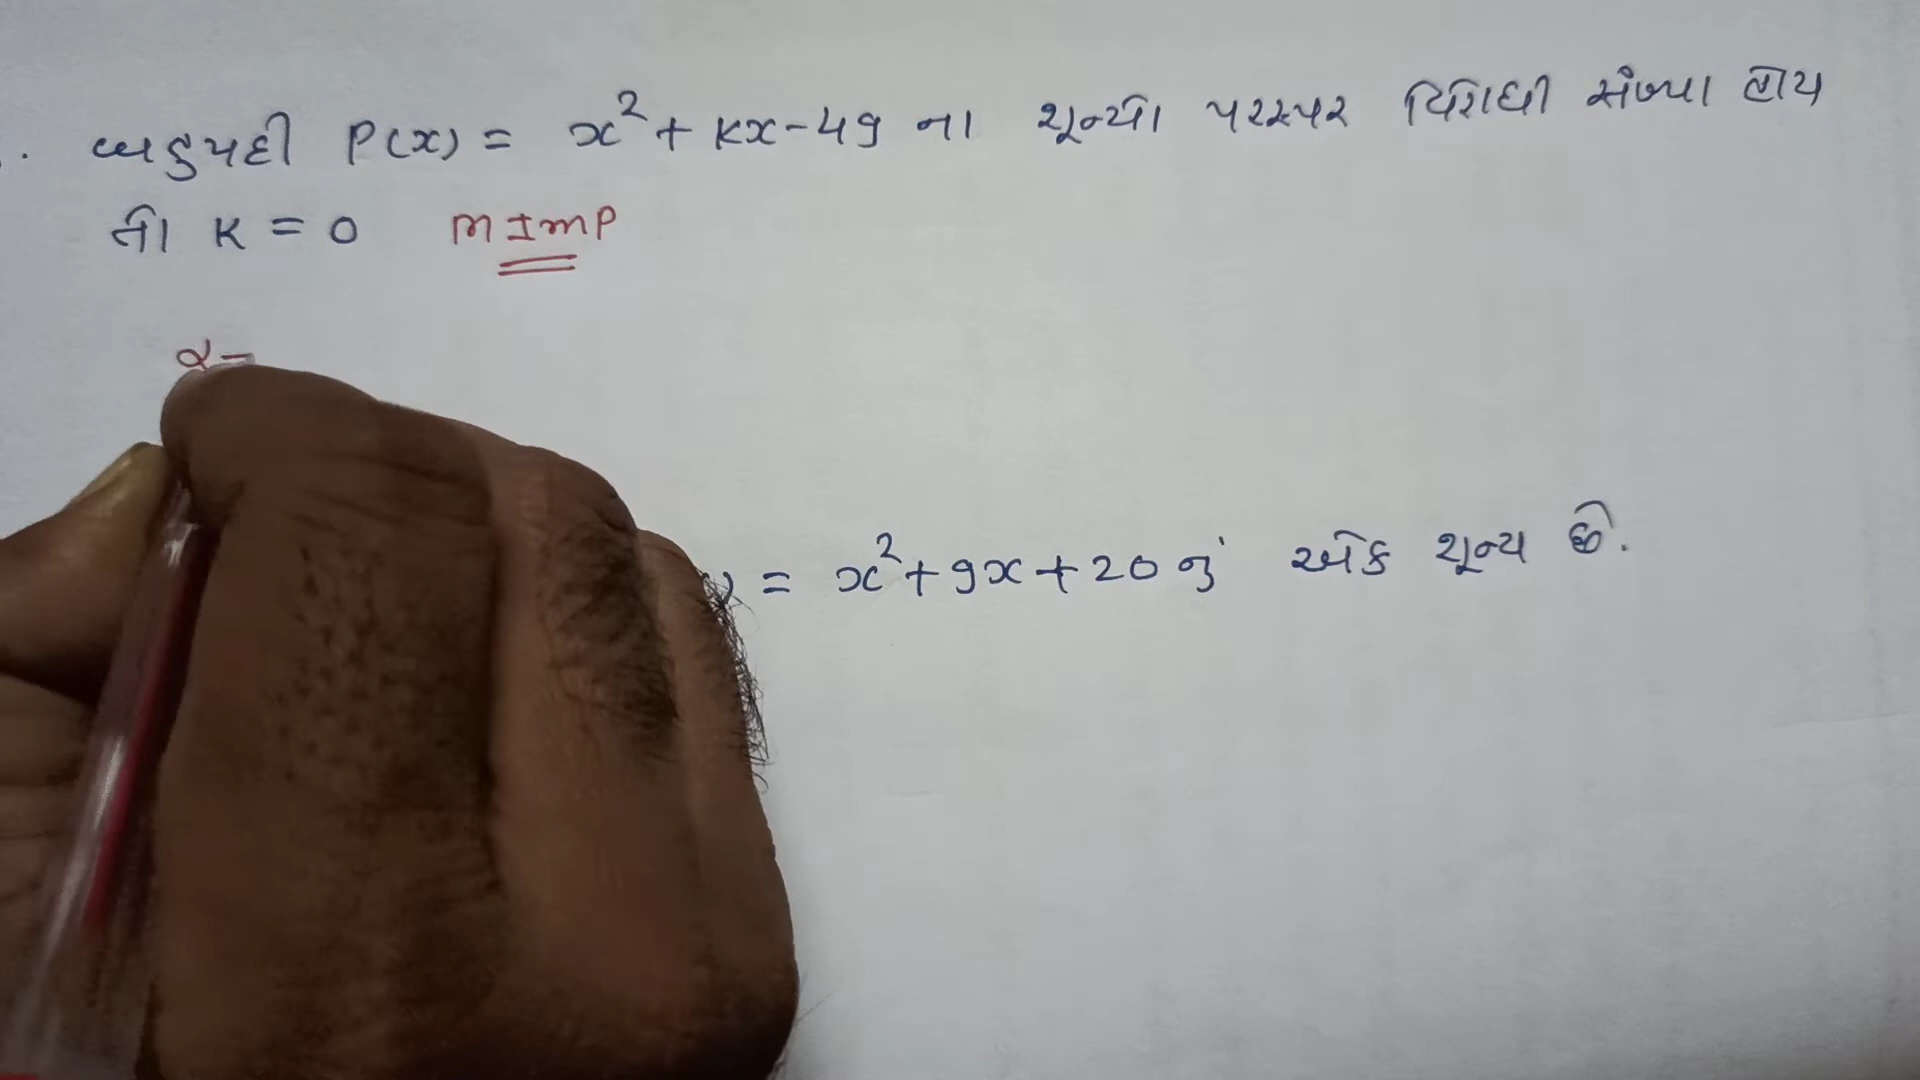 બહુપદી P(x) = x² + kx - 49 ના શૂન્યો પરસ્પર વિરોધી સંખ્યા હોય
તો K = 0 M IMP
α =
) = x² + 9x + 20 નું એક શૂન્ય છે.